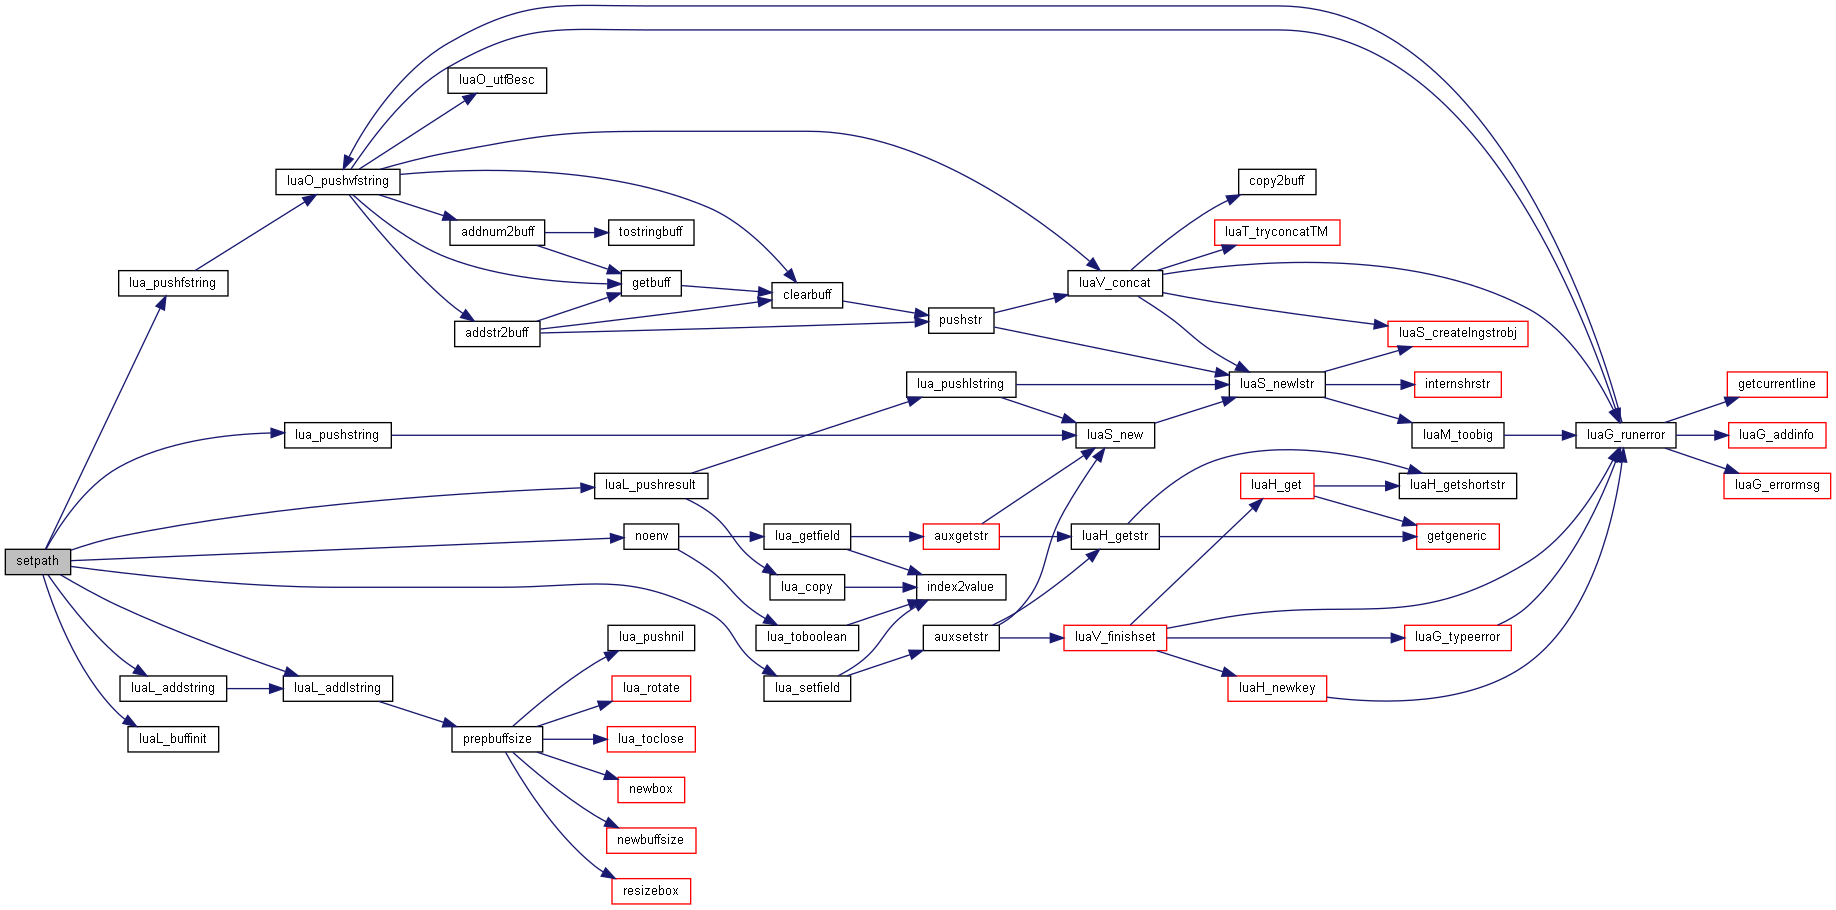 luaO_utf8esc
luaO_pushvfstring
copy2buff
addnum2buff
tostringbuff
luaT_tryconcatTM
lua_pushfstring
getbuff
clearbuff
luaV_concat
addstr2buff
pushstr
luaS_createlngstrobj
lua_pushlstring
luaS_newlstr
internshrstr
getcurrentline
lua_pushstring
luaS_new
luaM_toobig
luaG_runerror
luaG_addinfo
luaL_pushresult
luaH_get
luaH_getshortstr
luaG_errormsg
noenv
lua_getfield
auxgetstr
luaH_getstr
getgeneric
setpath
lua_copy
index2value
lua_pushnil
lua_toboolean
auxsetstr
luaV_finishset
luaG_typeerror
luaL_addstring
luaL_addlstring
lua_rotate
lua_setfield
luaH_newkey
luaL_buffinit
prepbuffsize
lua_toclose
newbox
newbuffsize
resizebox